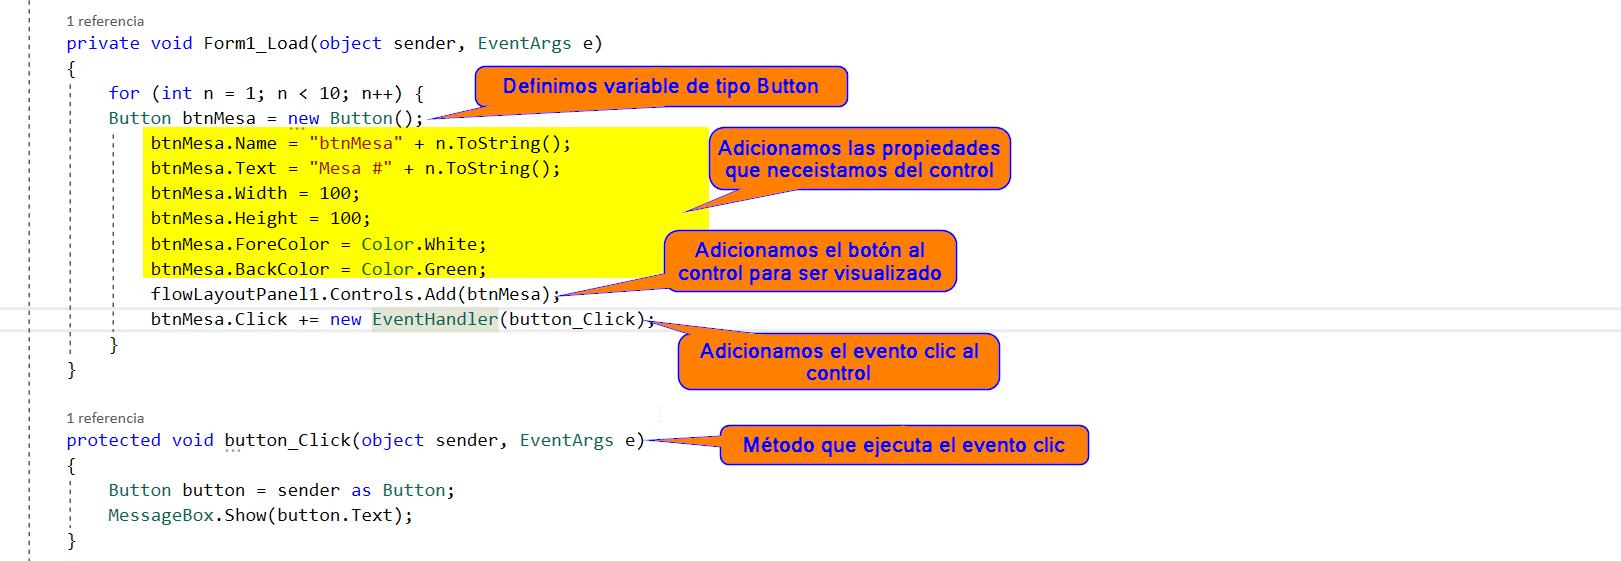 1 referencia
private void Form1_Load(object sender, EventArgs e)
{
for (int n = 1; n < 10; n++) {
Definimos variable de tipo Button
Button btnMesa = new Button();
btnMesa.Name = "btnMesa" + n.ToString();
btnMesa.Text = "Mesa #" + n.ToString();
Adicionamos las propiedades
que neceistamos del control
btnMesa.Width = 100;
btnMesa.Height = 100;
btnMesa.ForeColor = Color.White;
btnMesa.BackColor = Color.Green;
Adicionamos el botón al
control para ser visualizado
flowLayoutPanel1.Controls.Add(btnMesa);
btnMesa.Click += new EventHandler(button_Click);
Adicionamos el evento clic al
control
}
}
1 referencia
protected void button_Click(object sender, EventArgs e)
Método que ejecuta el evento clic
{
Button button = sender as Button;
MessageBox.Show(button.Text);
}